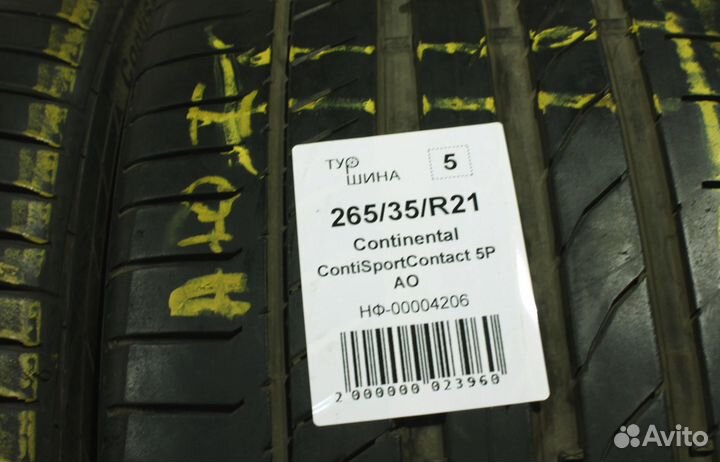 ТУР
ШИНА
5
265/35/R21
Continental
ContiSportContact 5P
AO
НФ-00004206
2 000000 023960
Avito